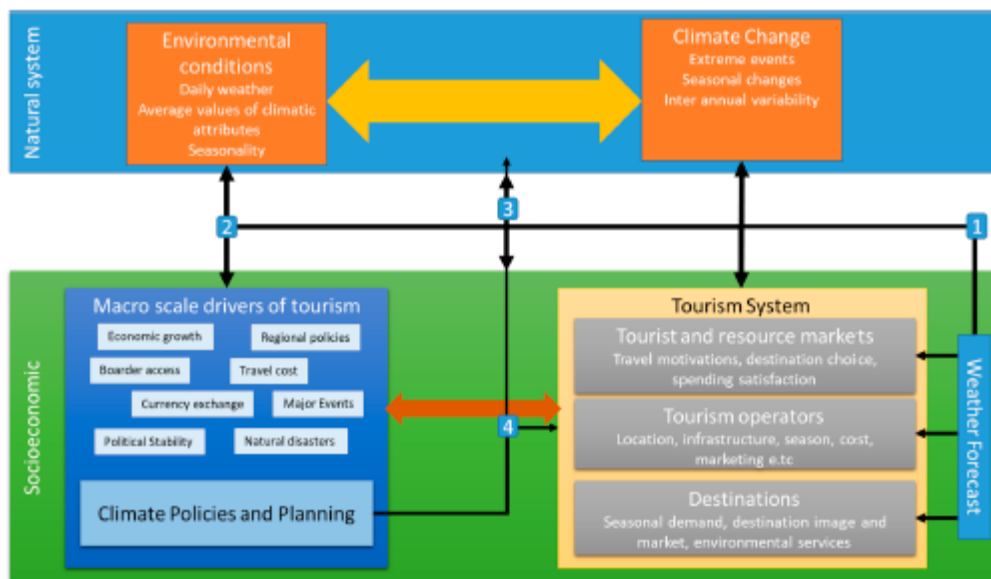 Natural system
Environmental
conditions
Daily weather
Average values of climatic
attributes
Seasonality
Climate Change
Extreme events
Seasonal changes
Inter annual variability
3
2
1
Socioeconomic
Macro scale drivers of tourism
Economic growth
Regional policies
Boarder access
Travel cost
Currency exchange
Major Events
Political Stability
Natural disasters
Climate Policies and Planning
4
Tourism System
Tourist and resource markets
Travel motivations, destination choice,
spending satisfaction
Tourism operators
Location, infrastructure, season, cost,
marketing e.tc
Destinations
Seasonal demand, destination image and
market, environmental services
Weather Forecast